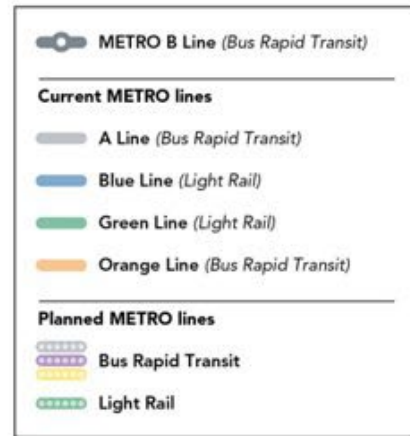 METRO B Line (Bus Rapid Transit)
Current METRO lines
A Line (Bus Rapid Transit)
Blue Line (Light Rail)
Green Line (Light Rail)
Orange Line (Bus Rapid Transit)
Planned METRO lines
Bus Rapid Transit
Light Rail